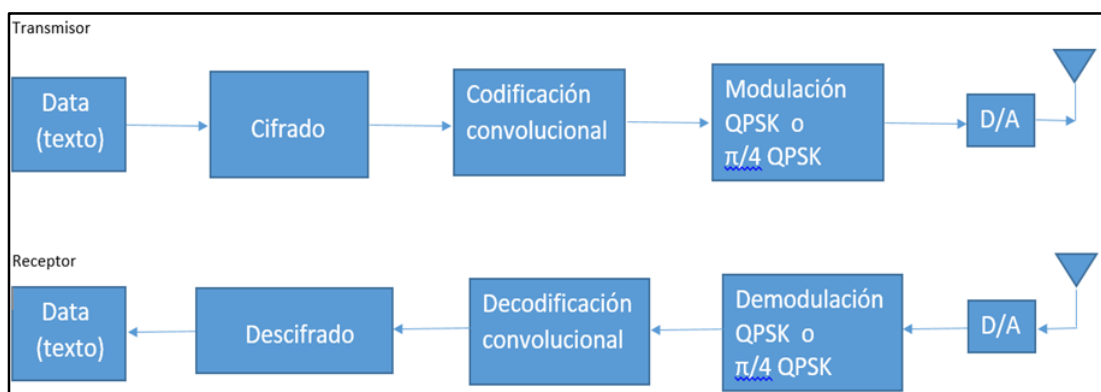 Transmisor
Data
(texto)
Cifrado
Codificación
convolucional
Modulación
QPSK o
π/4 QPSK
D/A
Receptor
Data
(texto)
Descifrado
Decodificación
convolucional
Demodulación
QPSK o
π/4 QPSK
D/A